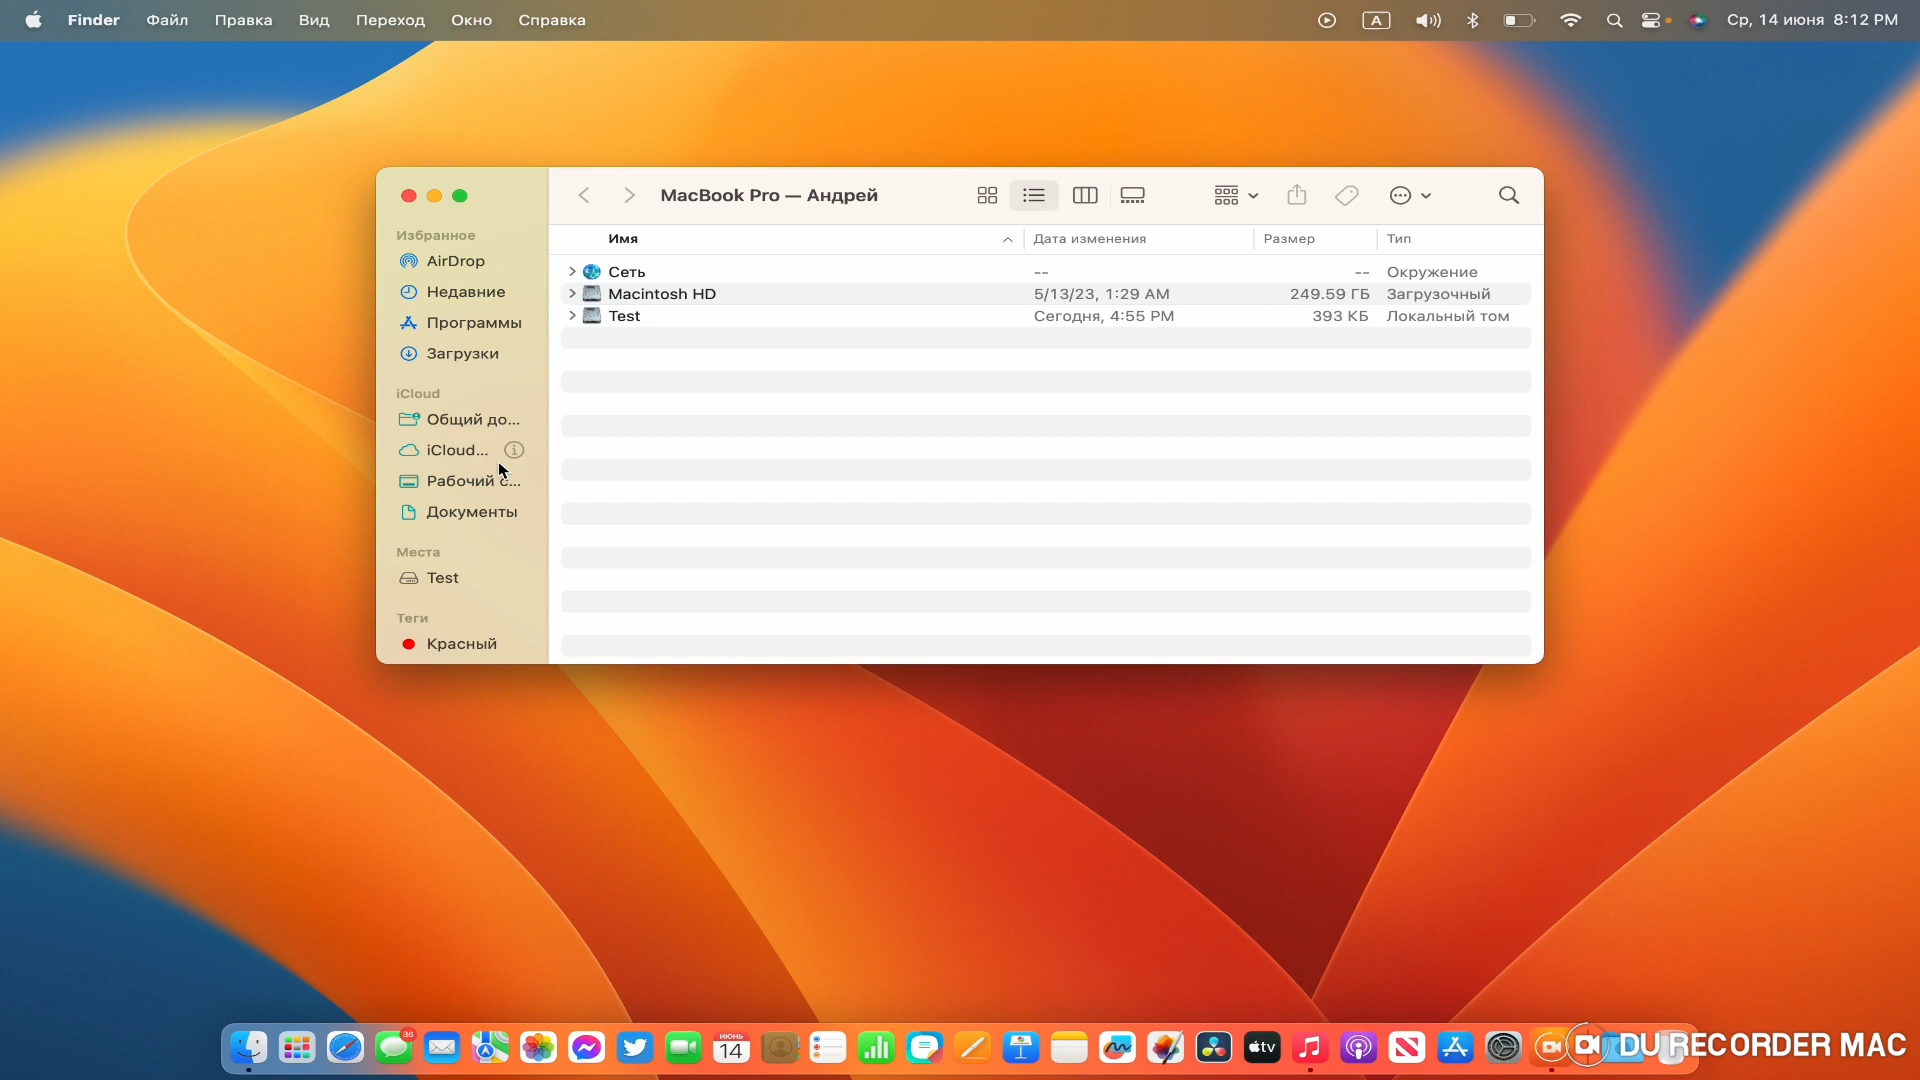 Finder Файл Правка Вид Переход Окно Справка A Ср, 14 июня 8:12 PM
MacBook Pro — Андрей
Избранное
AirDrop
Недавние
Программы
Загрузки
iCloud
Общий до...
iCloud...
Рабочий с...
Документы
Места
Test
Теги
Красный
Имя Дата изменения Размер Тип
Сеть -- -- Окружение
Macintosh HD 5/13/23, 1:29 AM 249.59 ГБ Загрузочный
Test Сегодня, 4:55 PM 393 КБ Локальный том
36
ИЮНЬ
14
tv
DU RECORDER MAC